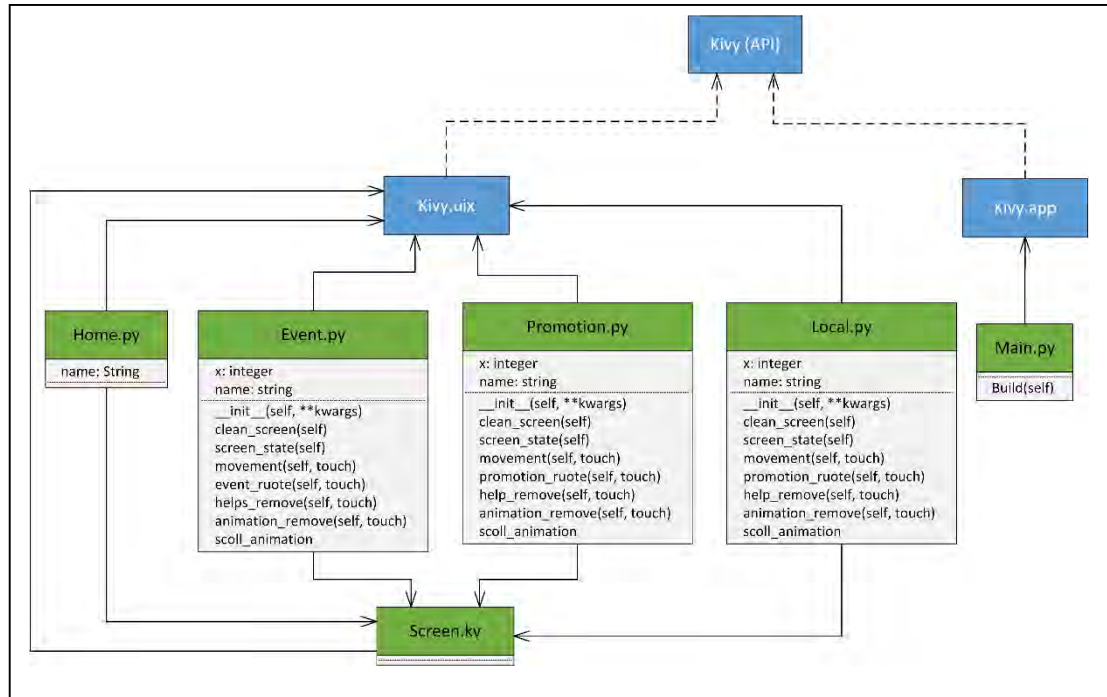 Kivy (API)
Kivy.uix
Kivy.app
Home.py
name: String
Event.py
x: integer
name: string
__init__(self, **kwargs)
clean_screen(self)
screen_state(self)
movement(self, touch)
event_ruote(self, touch)
helps_remove(self, touch)
animation_remove(self, touch)
scoll_animation
Promotion.py
x: integer
name: string
__init__(self, **kwargs)
clean_screen(self)
screen_state(self)
movement(self, touch)
promotion_ruote(self, touch)
help_remove(self, touch)
animation_remove(self, touch)
scoll_animation
Local.py
x: integer
name: string
__init__(self, **kwargs)
clean_screen(self)
screen_state(self)
movement(self, touch)
promotion_ruote(self, touch)
help_remove(self, touch)
animation_remove(self, touch)
scoll_animation
Main.py
Build(self)
Screen.kv